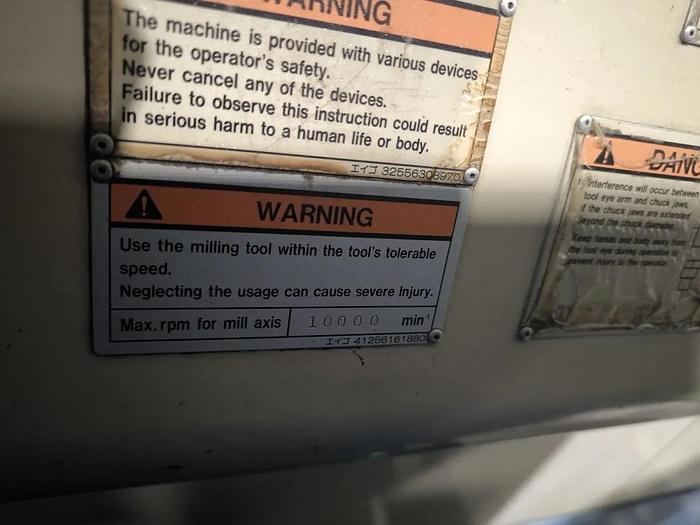 WARNING
The machine is provided with various devices
for the operator's safety.
Never cancel any of the devices.
Failure to observe this instruction could result
in serious harm to a human life or body.
エイゴ 32556308970
WARNING
Use the milling tool within the tool's tolerable
speed.
Neglecting the usage can cause severe Injury.
Max. rpm for mill axis 10000 min⁻¹
エイゴ 41256161880
DANG
Interference will occur between
tool eye arm and chuck jaws,
if the chuck jaws are extended
beyond the chuck diameter.
Keep hands and body away from
the tool eye during operation to
prevent injury to the operator.